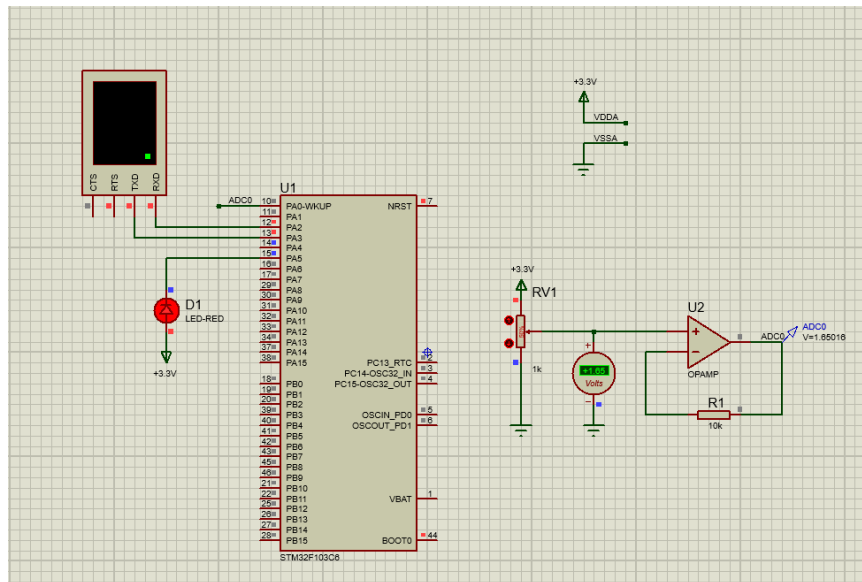 +3.3V
VDDA
VSSA
CTS
RTS
TXD
RXD
U1
ADC0
10 PA0-WKUP
11 PA1
12 PA2
13 PA3
14 PA4
15 PA5
16 PA6
17 PA7
29 PA8
30 PA9
31 PA10
32 PA11
33 PA12
34 PA13
37 PA14
38 PA15
18 PB0
19 PB1
20 PB2
39 PB3
40 PB4
41 PB5
42 PB6
43 PB7
45 PB8
46 PB9
21 PB10
22 PB11
25 PB12
26 PB13
27 PB14
28 PB15
NRST 7
PC13_RTC 2
PC14-OSC32_IN 3
PC15-OSC32_OUT 4
OSCIN_PD0 5
OSCOUT_PD1 6
VBAT 1
BOOT0 44
STM32F103C6
D1
LED-RED
+3.3V
+3.3V
RV1
1k
+
+1.65
Volts
−
U2
+
−
OPAMP
ADC0
ADC0
V=1.65016
R1
10k